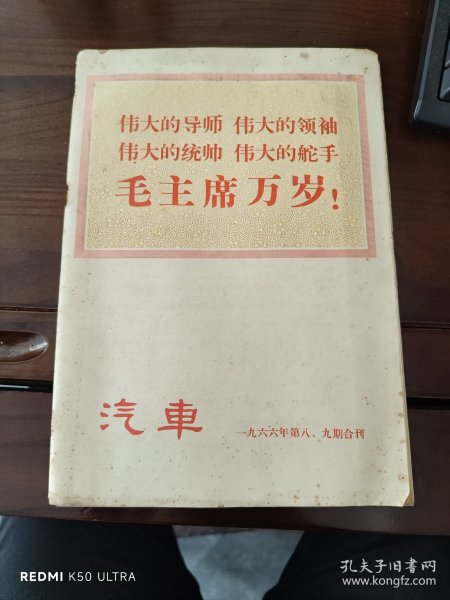 伟大的导师 伟大的领袖
伟大的统帅 伟大的舵手
毛主席万岁!
汽車
一九六六年第八、九期合刊
REDMI K50 ULTRA
孔夫子旧书网
www.kongfz.com